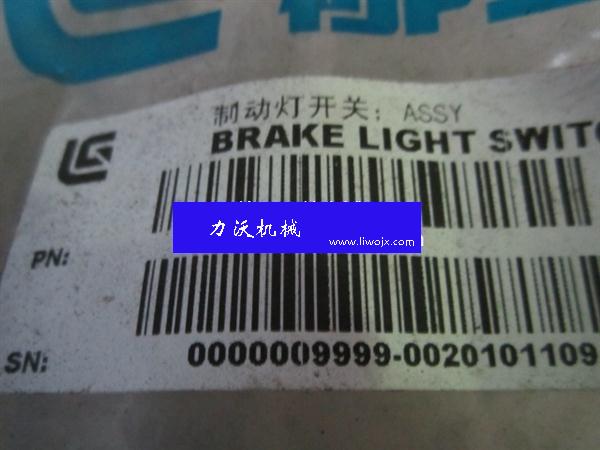 制动灯开关; ASSY
BRAKE LIGHT SWITC
力沃机械
www.liwojx.com
PN:
SN: 0000009999-0020101109